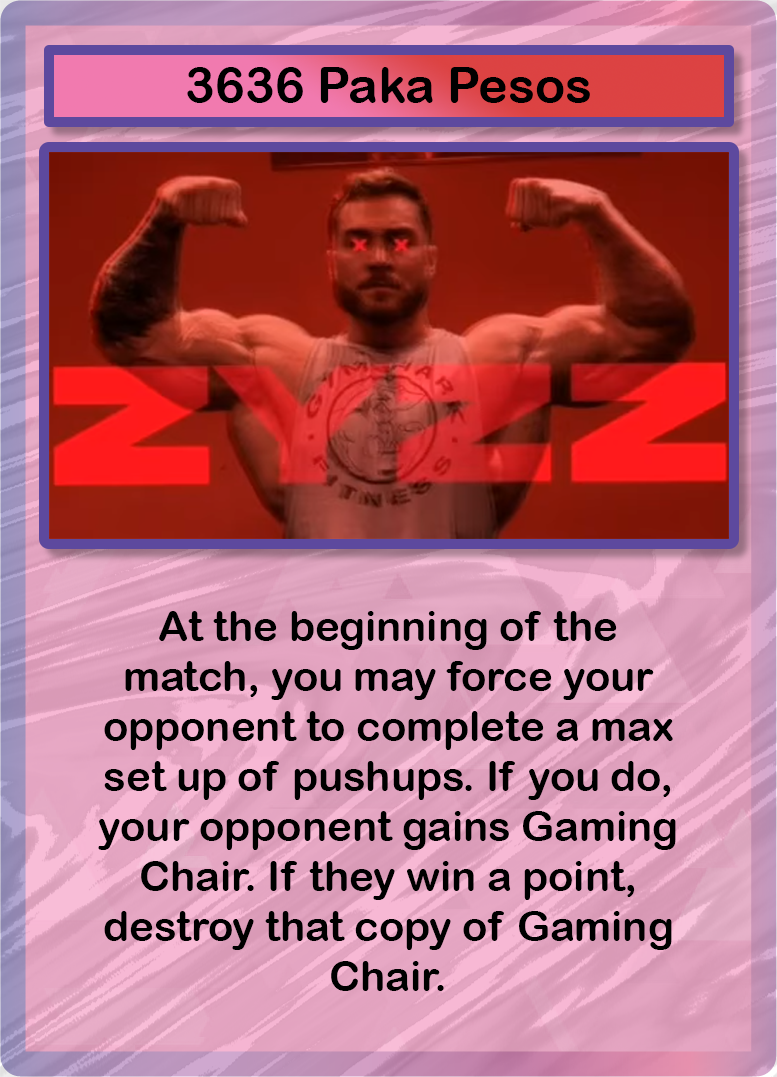 3636 Paka Pesos
GYMSHARK
ZYZZ
FITNESS
At the beginning of the
match, you may force your
opponent to complete a max
set up of pushups. If you do,
your opponent gains Gaming
Chair. If they win a point,
destroy that copy of Gaming
Chair.